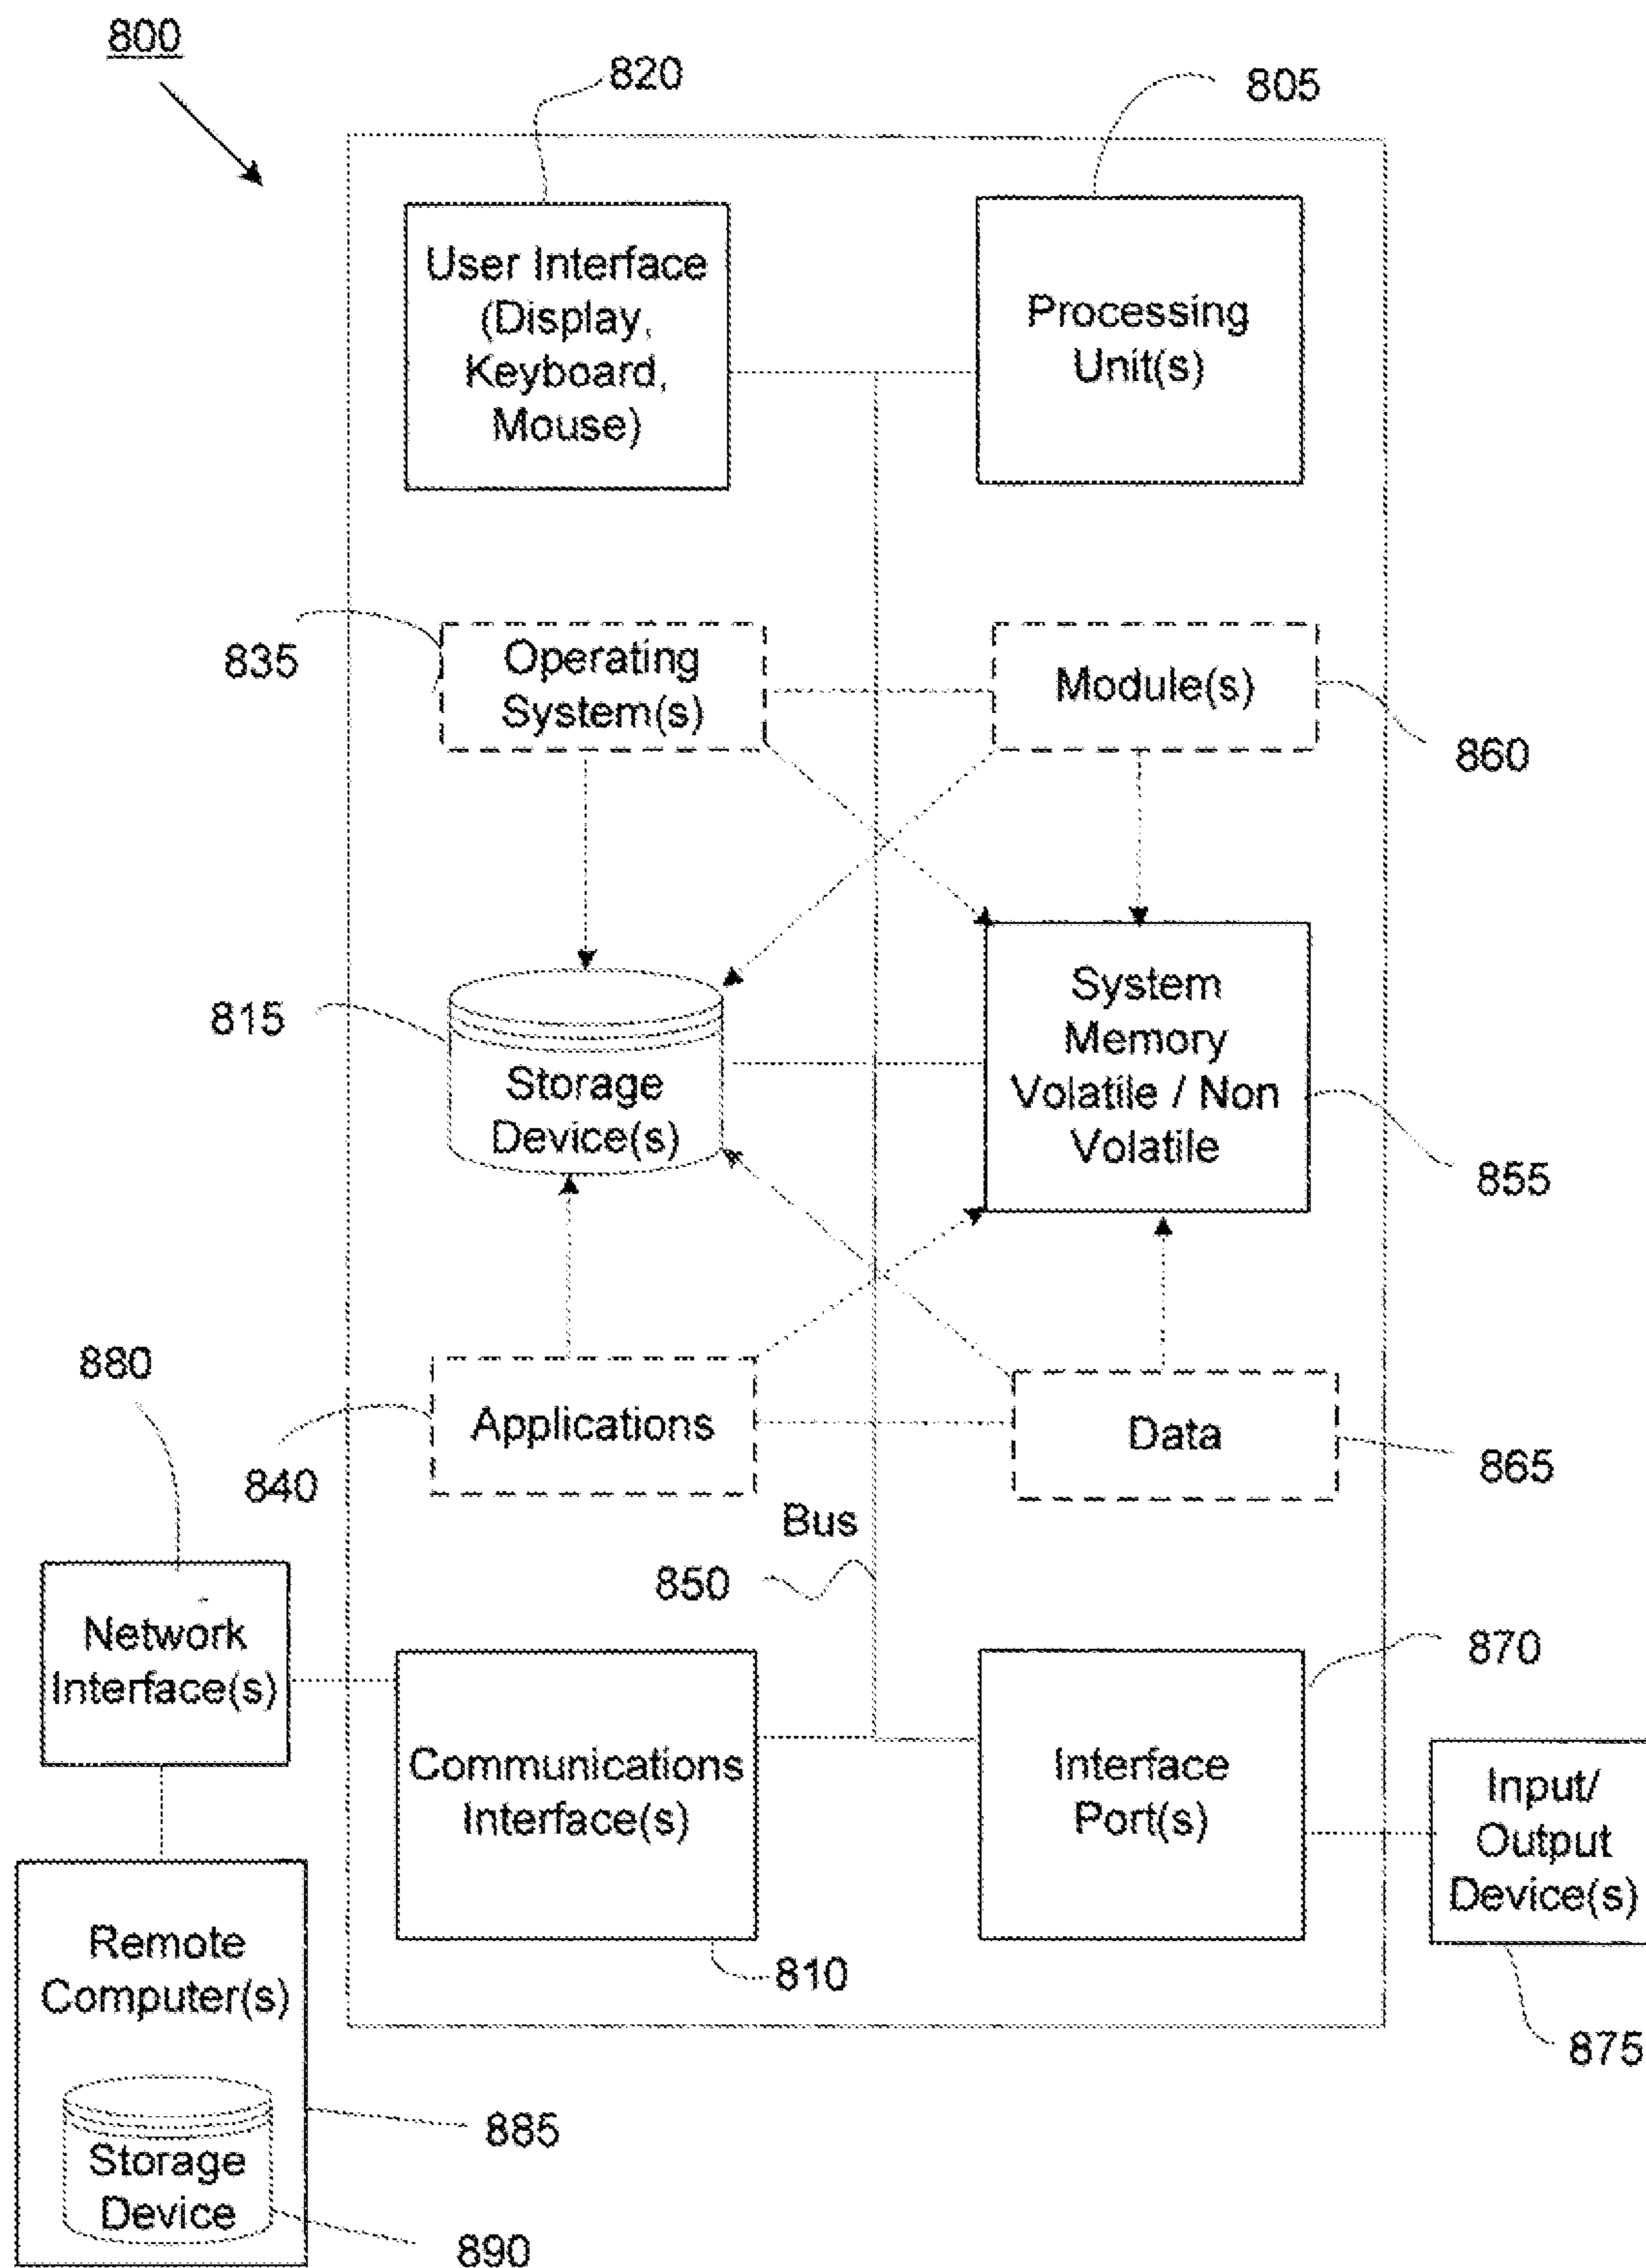 800
820
805
User Interface
(Display,
Keyboard,
Mouse)
Processing
Unit(s)
835
Operating
System(s)
Module(s)
860
815
Storage
Device(s)
System
Memory
Volatile / Non
Volatile
855
880
840
Applications
Data
865
Bus
850
Network
Interface(s)
870
Communications
Interface(s)
Interface
Port(s)
Input/
Output
Device(s)
810
875
Remote
Computer(s)
885
Storage
Device
890